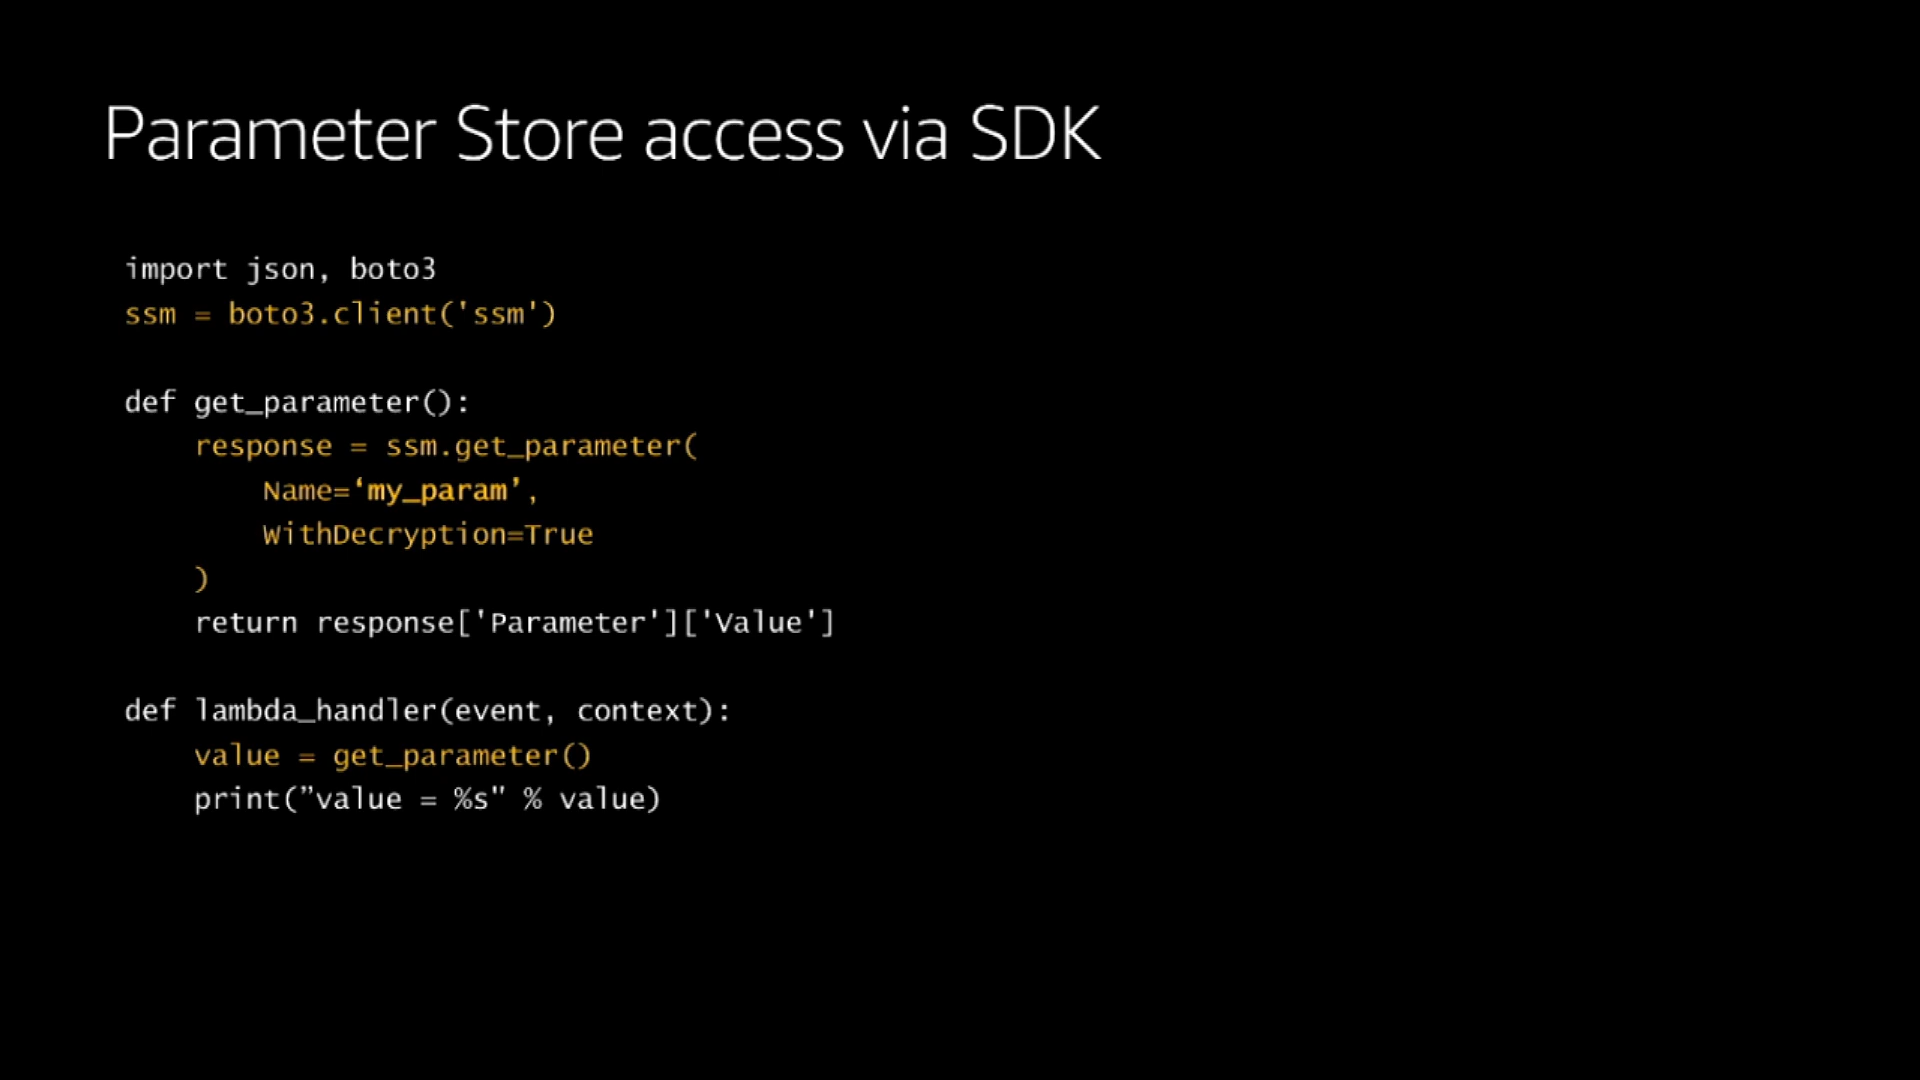 Parameter Store access via SDK
import json, boto3
ssm = boto3.client('ssm')
def get_parameter():
    response = ssm.get_parameter(
        Name=‘my_param’,
        WithDecryption=True
    )
    return response['Parameter']['Value']
def lambda_handler(event, context):
    value = get_parameter()
    print(”value = %s" % value)